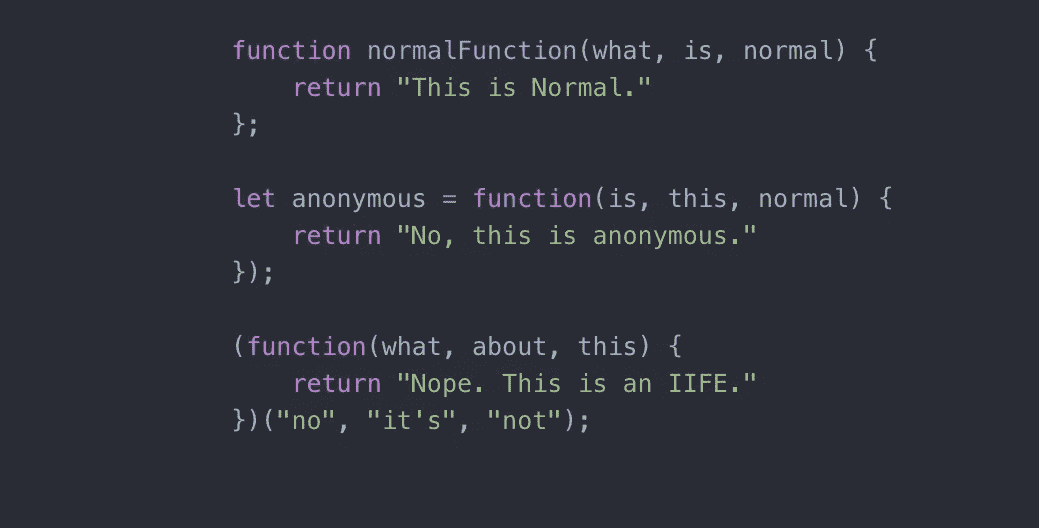 function normalFunction(what, is, normal) {
    return "This is Normal."
};

let anonymous = function(is, this, normal) {
    return "No, this is anonymous."
});

(function(what, about, this) {
    return "Nope. This is an IIFE."
})("no", "it's", "not");